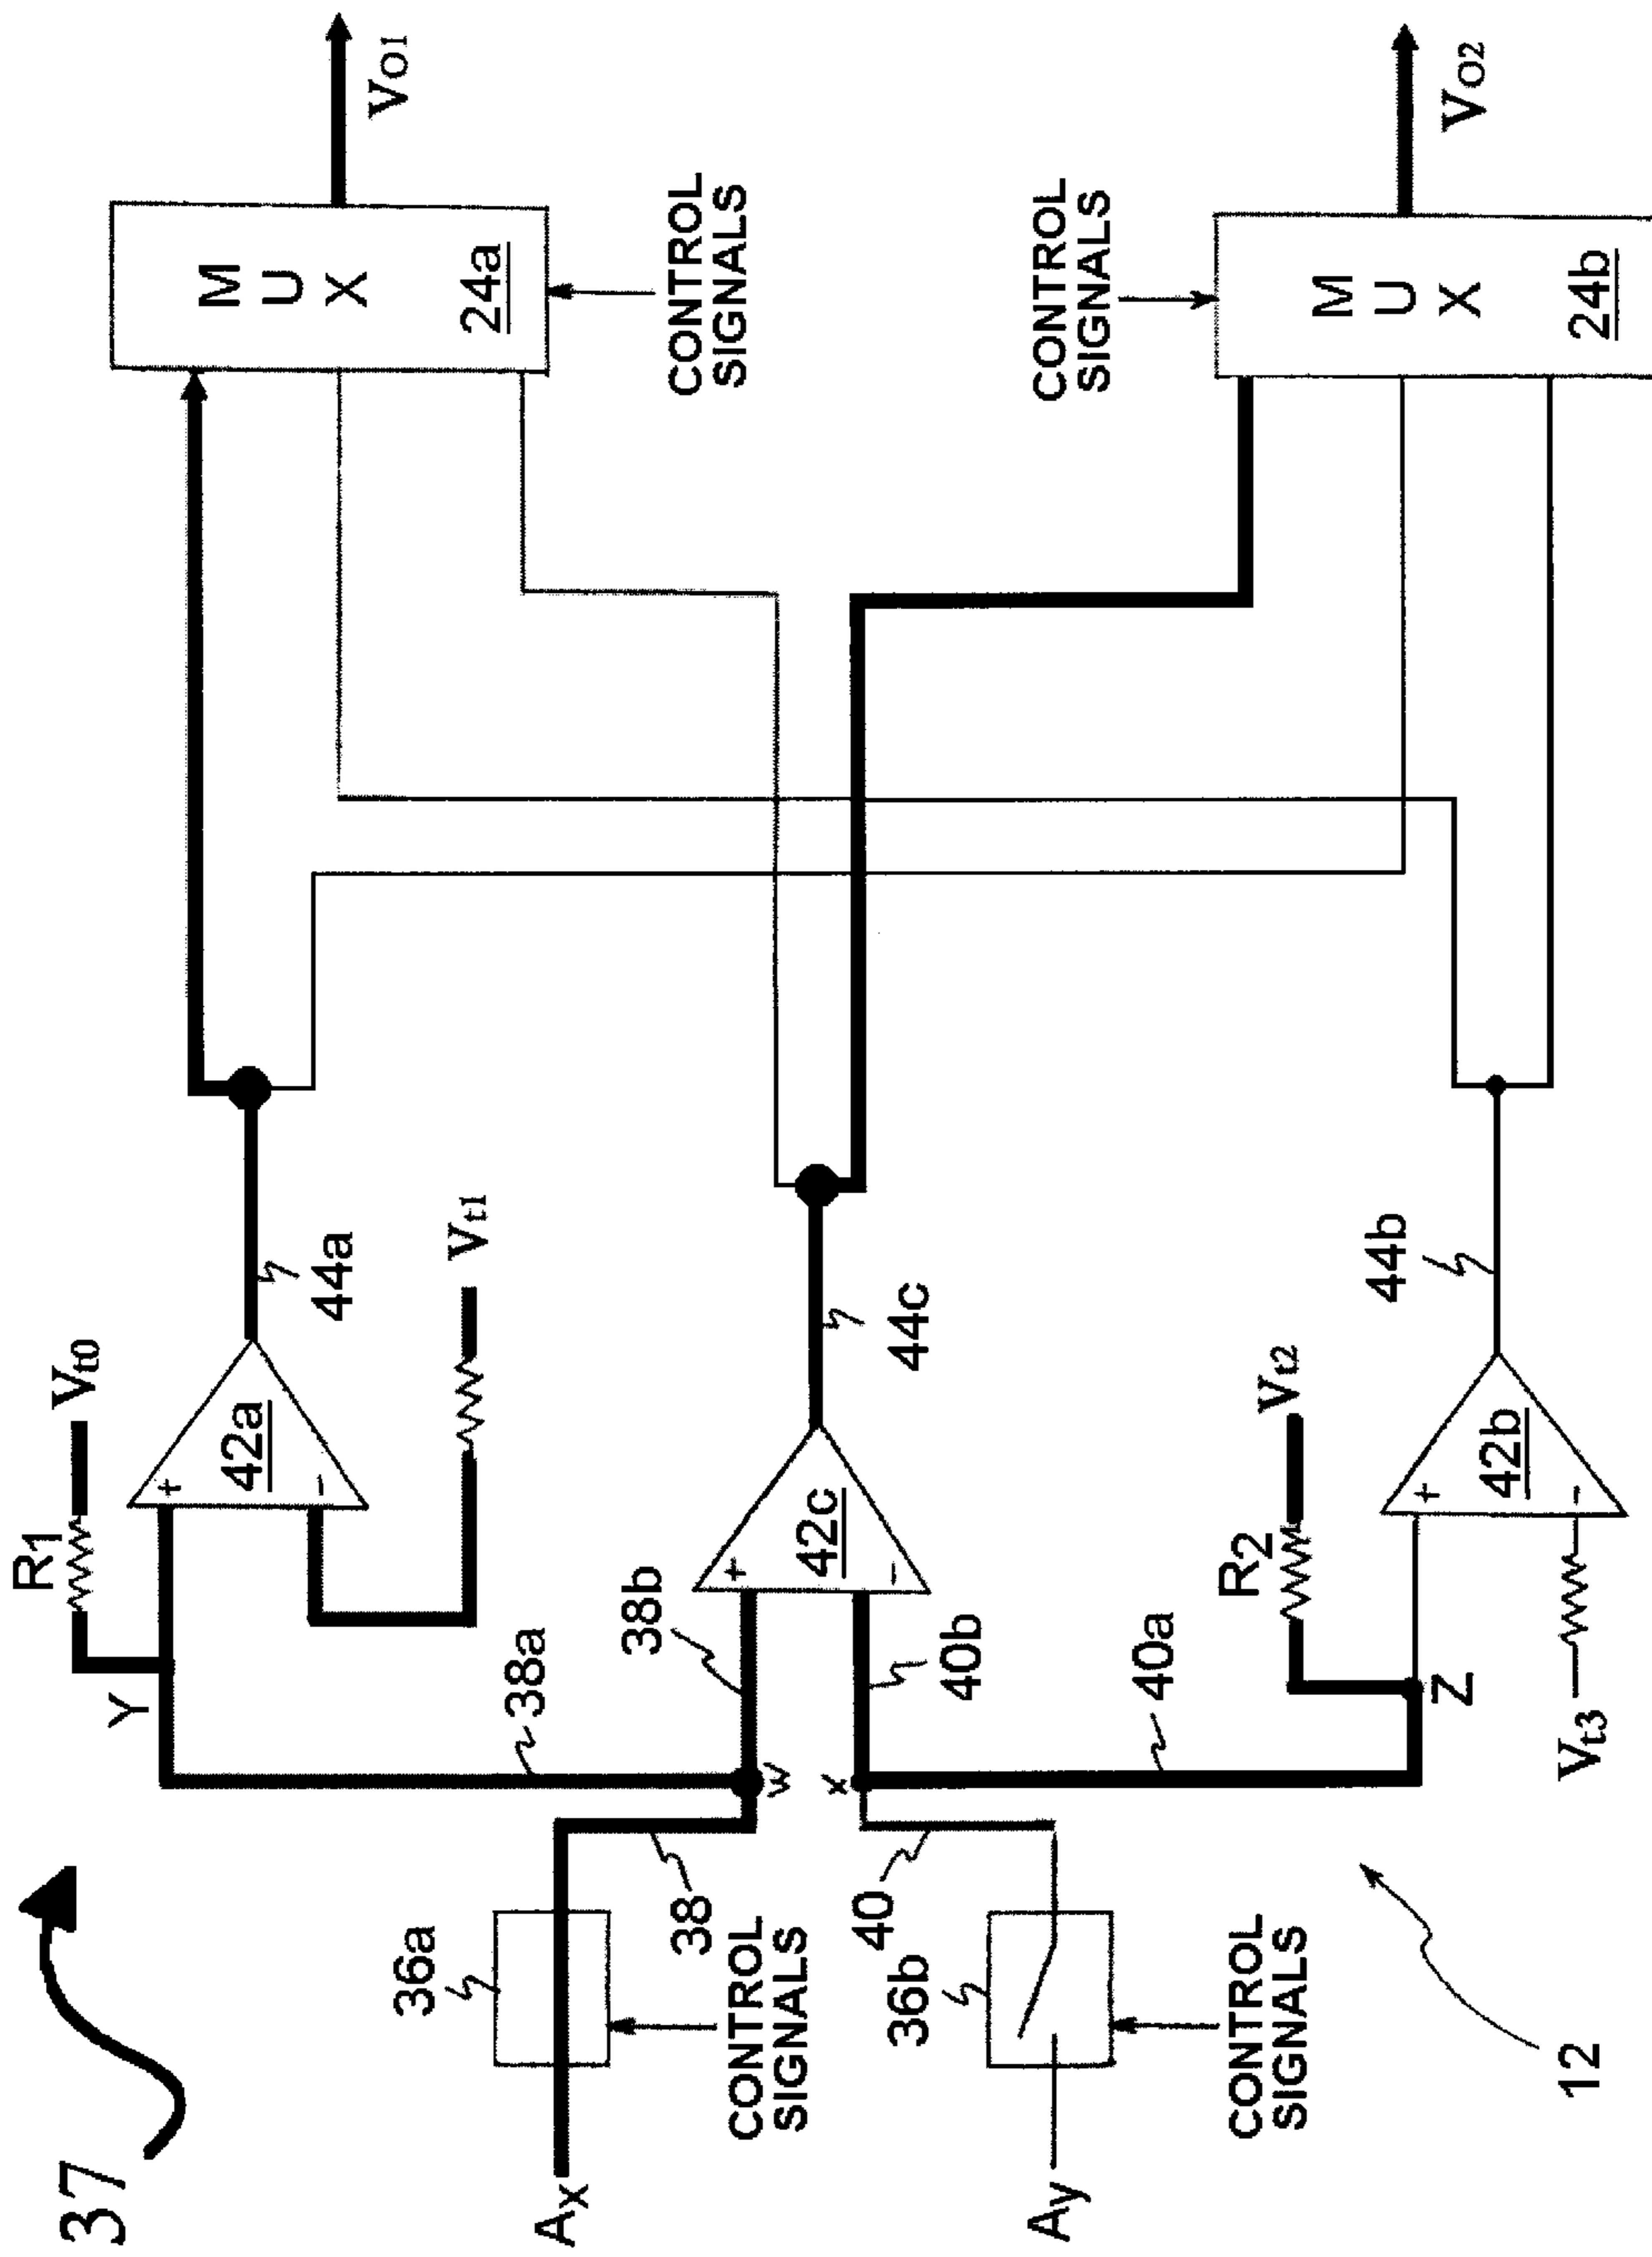 37
Ax
36a
CONTROL
SIGNALS
38
W
38a
38b
Y
R1
Vt0
+
-
42a
44a
Vt1
+
-
42c
44c
Ay
36b
CONTROL
SIGNALS
40
x
40b
40a
Z
R2
Vt2
Vt3
+
-
42b
44b
MUX
24a
CONTROL
SIGNALS
VO1
CONTROL
SIGNALS
MUX
24b
VO2
12